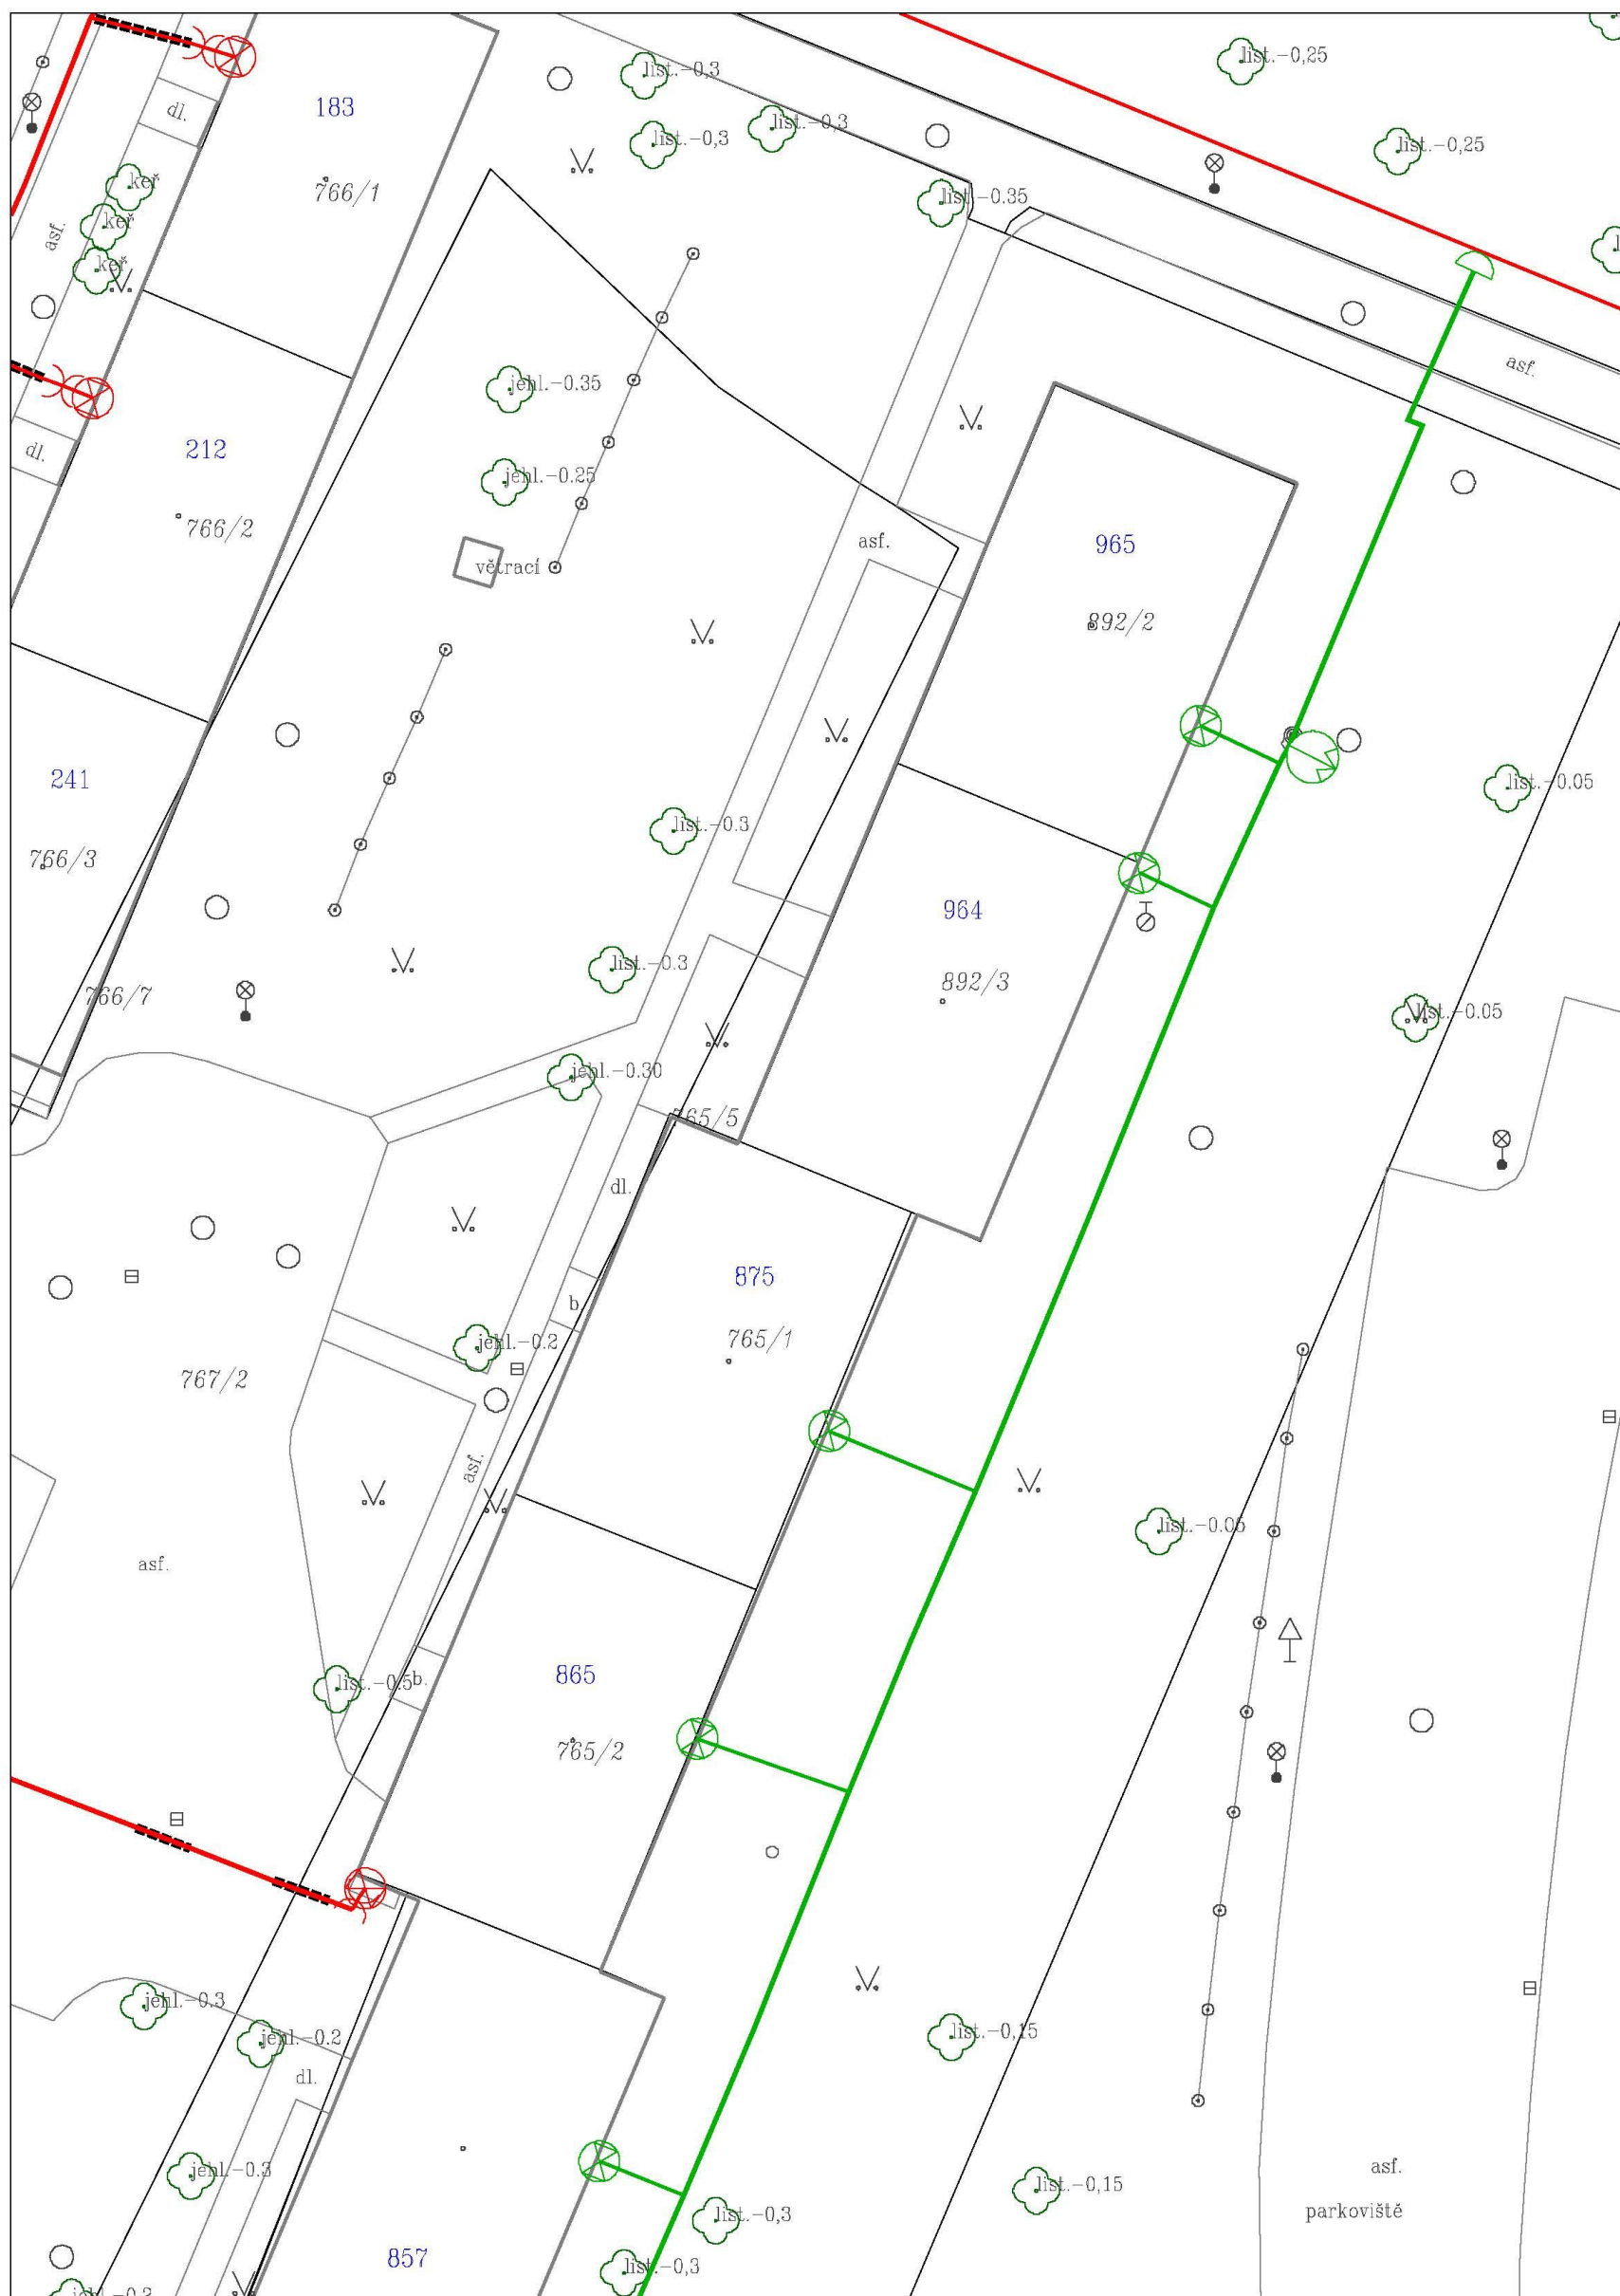 list.-0,25
list.-0,3
dl.
183
list.-0,3
list.-0,3
list.-0,25
keř
766/1
list.-0.35
keř
asf.
keř
asf.
jehl.-0.35
212
dl.
jehl.-0.25
766/2
asf.
965
větrací
892/2
241
list.-0.05
list.-0.3
766/3
964
list.-0.3
892/3
766/7
list.-0.05
jehl.-0.30
765/5
dl.
875
b.
jehl.-0.2
765/1
767/2
asf.
list.-0.05
asf.
865
list.-0.5
b.
765/2
jehl.-0.3
list.-0,15
jehl.-0.2
dl.
asf.
jehl.-0.3
list.-0,15
parkoviště
list.-0,3
857
list.-0,3